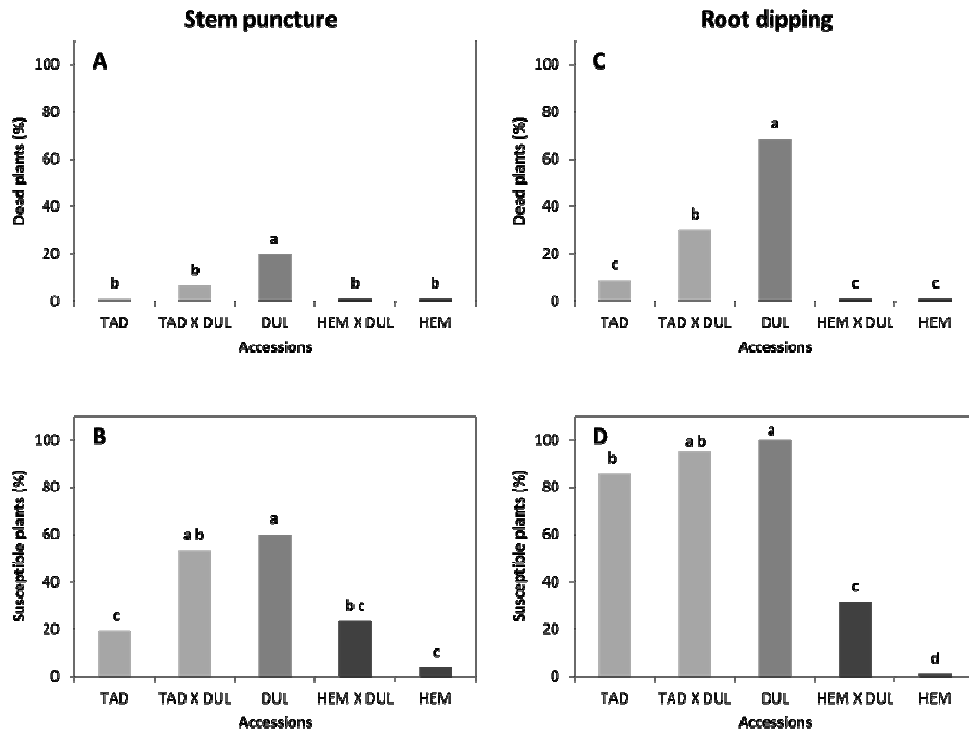 Stem puncture
Root dipping
A
Dead plants (%)
100
80
60
40
20
0
b
b
a
b
b
TAD
TAD X DUL
DUL
HEM X DUL
HEM
Accessions
C
Dead plants (%)
100
80
60
40
20
0
c
b
a
c
c
TAD
TAD X DUL
DUL
HEM X DUL
HEM
Accessions
B
Susceptible plants (%)
100
80
60
40
20
0
c
a b
a
b c
c
TAD
TAD X DUL
DUL
HEM X DUL
HEM
Accessions
D
Susceptible plants (%)
100
80
60
40
20
0
b
a b
a
c
d
TAD
TAD X DUL
DUL
HEM X DUL
HEM
Accessions